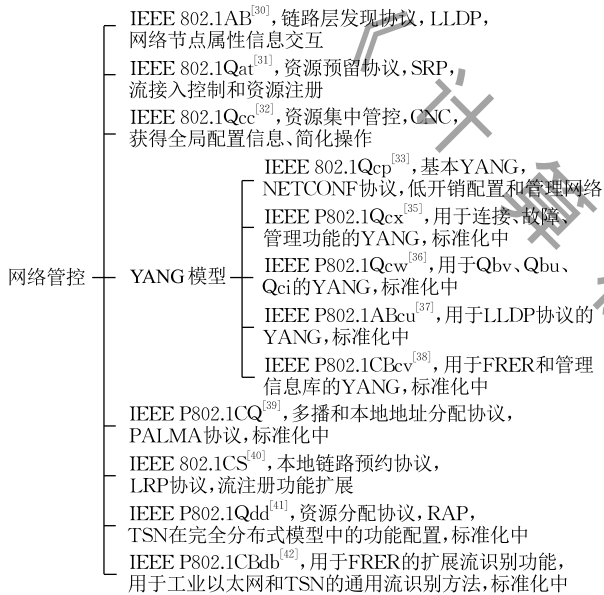 IEEE 802.1AB[30],链路层发现协议,LLDP,
网络节点属性信息交互
IEEE 802.1Qat[31],资源预留协议,SRP,
流接入控制和资源注册
IEEE 802.1Qcc[32],资源集中管控,CNC,
获得全局配置信息、简化操作
网络管控
YANG 模型
IEEE 802.1Qcp[33],基本YANG,
NETCONF协议,低开销配置和管理网络
IEEE P802.1Qcx[35],用于连接、故障、
管理功能的YANG,标准化中
IEEE P802.1Qcw[36],用于Qbv、Qbu、
Qci的YANG,标准化中
IEEE P802.1ABcu[37],用于LLDP协议的
YANG,标准化中
IEEE P802.1CBcv[38],用于FRER和管理
信息库的YANG,标准化中
IEEE P802.1CQ[39],多播和本地地址分配协议,
PALMA协议,标准化中
IEEE 802.1CS[40],本地链路预约协议,
LRP协议,流注册功能扩展
IEEE P802.1Qdd[41],资源分配协议,RAP,
TSN在完全分布式模型中的功能配置,标准化中
IEEE P802.1CBdb[42],用于FRER的扩展流识别功能,
用于工业以太网和TSN的通用流识别方法,标准化中
《计算